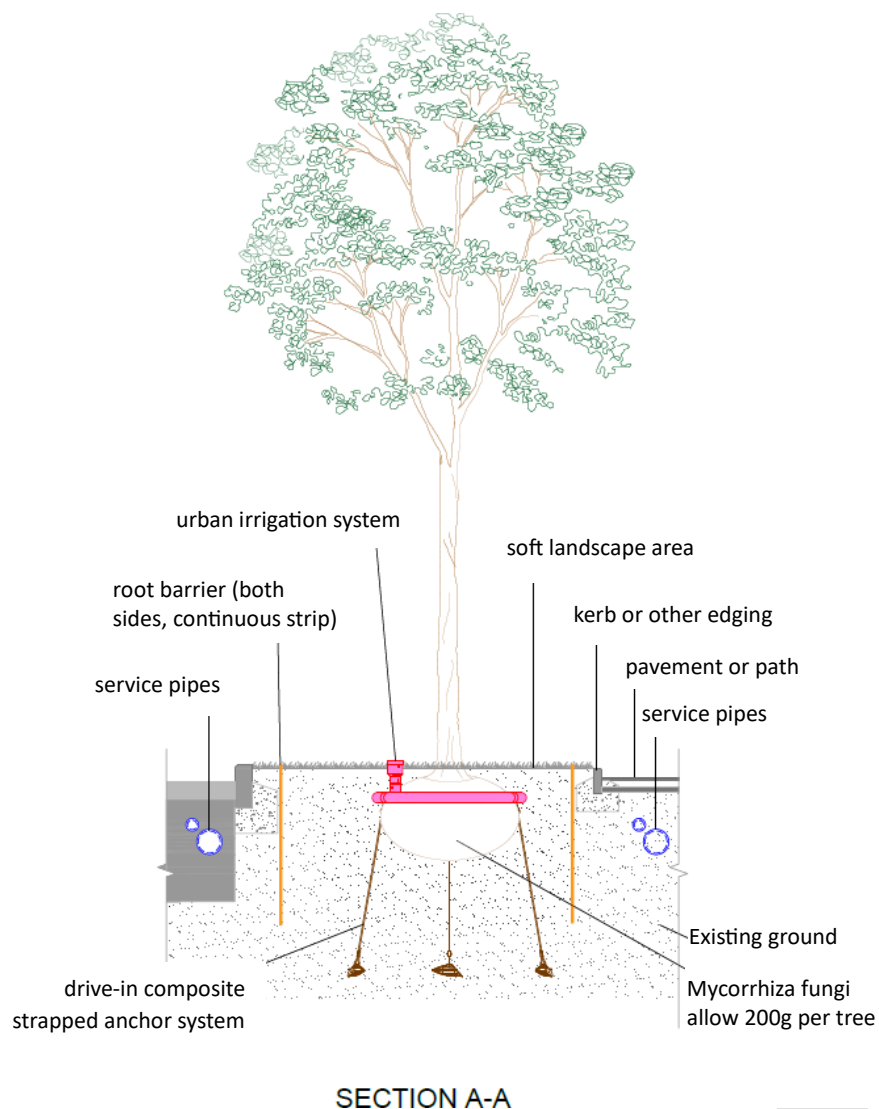 urban irrigation system
soft landscape area
root barrier (both
sides, continuous strip)
kerb or other edging
pavement or path
service pipes
service pipes
Existing ground
drive-in composite
strapped anchor system
Mycorrhiza fungi
allow 200g per tree
SECTION A-A